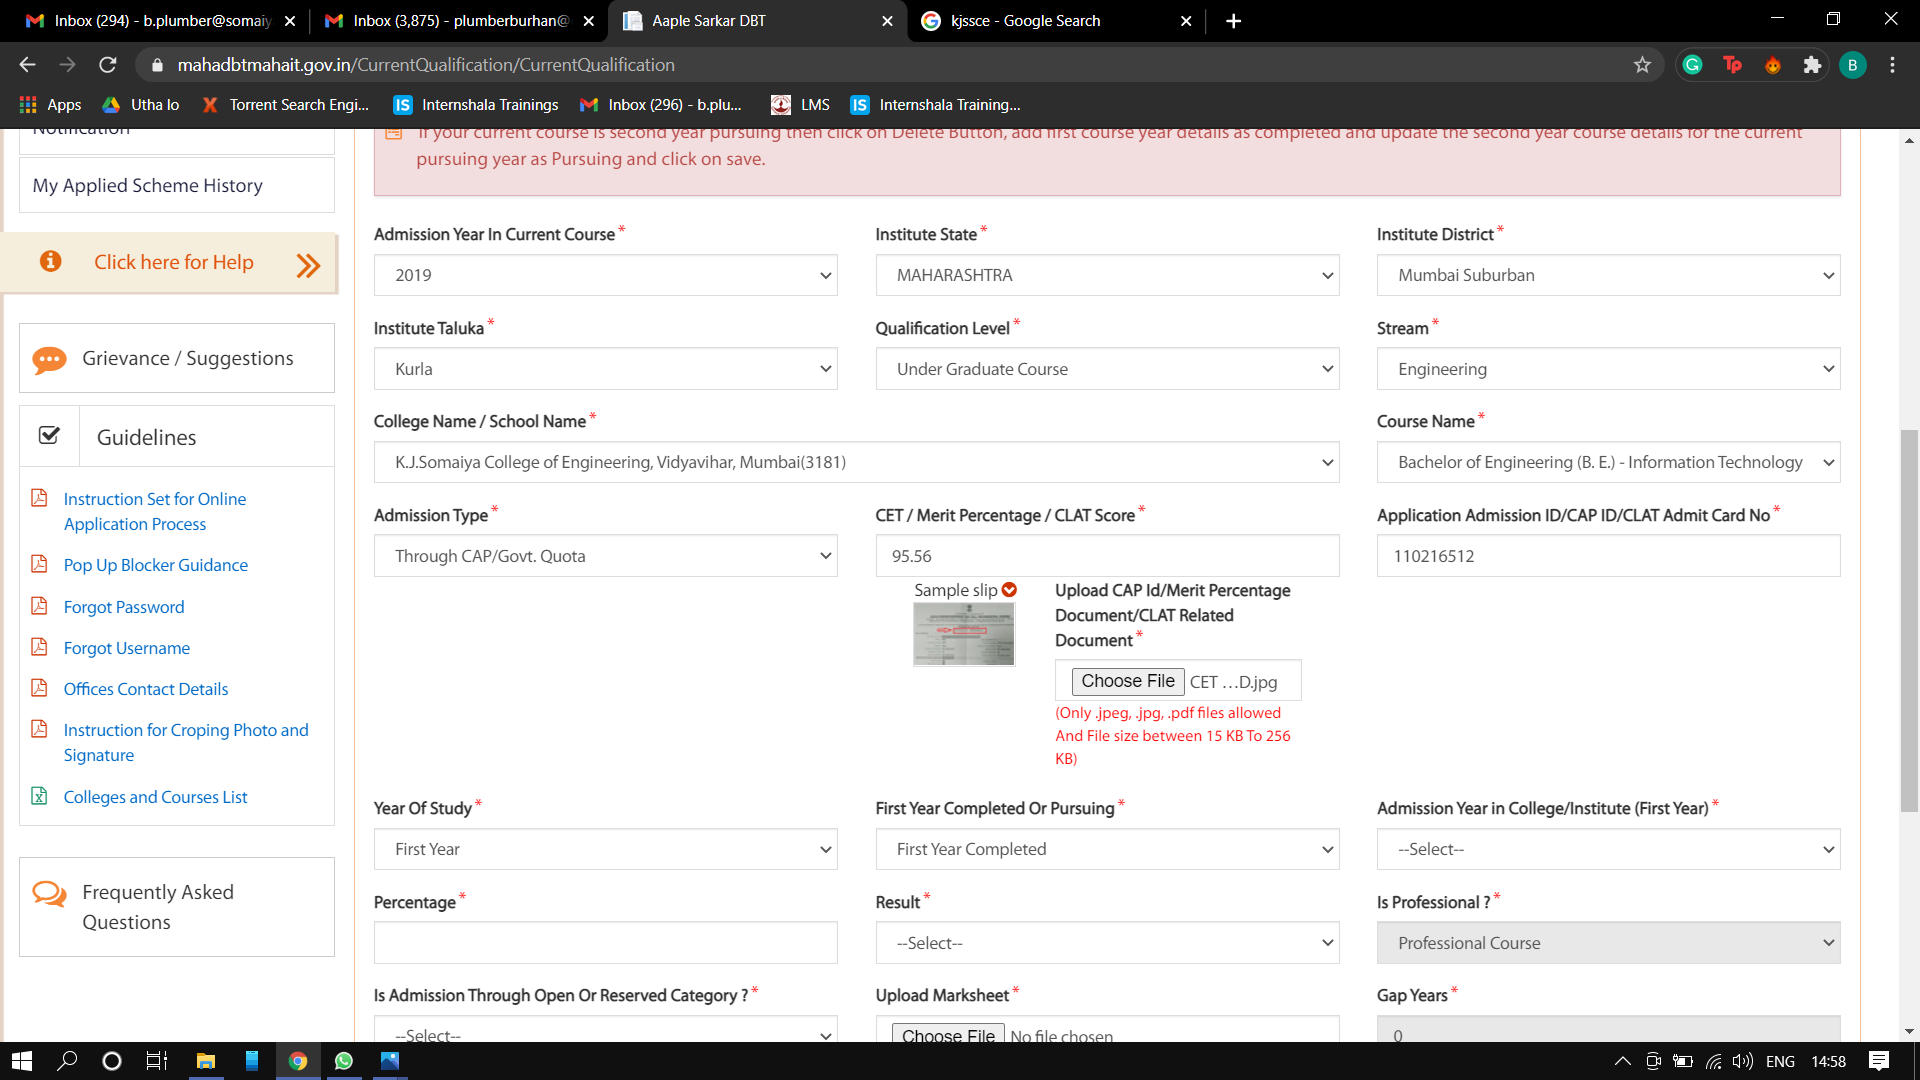 Inbox (294) - b.plumber@somaiy
Inbox (3,875) - plumberburhan@
Aaple Sarkar DBT
kjssce - Google Search
mahadbtmahait.gov.in/CurrentQualification/CurrentQualification
Apps
Utha lo
Torrent Search Engi...
Internshala Trainings
Inbox (296) - b.plu...
LMS
Internshala Training...
Notification
My Applied Scheme History
Click here for Help
Grievance / Suggestions
Guidelines
Instruction Set for Online
Application Process
Pop Up Blocker Guidance
Forgot Password
Forgot Username
Offices Contact Details
Instruction for Croping Photo and
Signature
Colleges and Courses List
Frequently Asked
Questions
If your current course is second year pursuing then click on Delete Button, add first course year details as completed and update the second year course details for the current
pursuing year as Pursuing and click on save.
Admission Year In Current Course *
2019
Institute State *
MAHARASHTRA
Institute District *
Mumbai Suburban
Institute Taluka *
Kurla
Qualification Level *
Under Graduate Course
Stream *
Engineering
College Name / School Name *
K.J.Somaiya College of Engineering, Vidyavihar, Mumbai(3181)
Course Name *
Bachelor of Engineering (B. E.) - Information Technology
Admission Type *
Through CAP/Govt. Quota
CET / Merit Percentage / CLAT Score *
95.56
Application Admission ID/CAP ID/CLAT Admit Card No *
110216512
Sample slip
Upload CAP Id/Merit Percentage
Document/CLAT Related
Document *
Choose File CET ...D.jpg
(Only .jpeg, .jpg, .pdf files allowed
And File size between 15 KB To 256
KB)
Year Of Study *
First Year
First Year Completed Or Pursuing *
First Year Completed
Admission Year in College/Institute (First Year) *
--Select--
Percentage *
Result *
--Select--
Is Professional ? *
Professional Course
Is Admission Through Open Or Reserved Category ? *
--Select--
Upload Marksheet *
Choose File No file chosen
Gap Years *
0
ENG
14:58